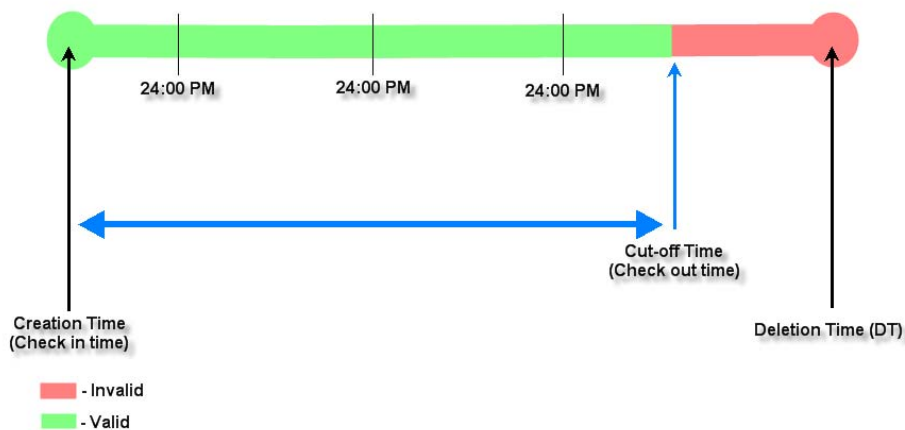 24:00 PM
24:00 PM
24:00 PM
Cut-off Time
(Check out time)
Creation Time
(Check in time)
Deletion Time (DT)
- Invalid
- Valid